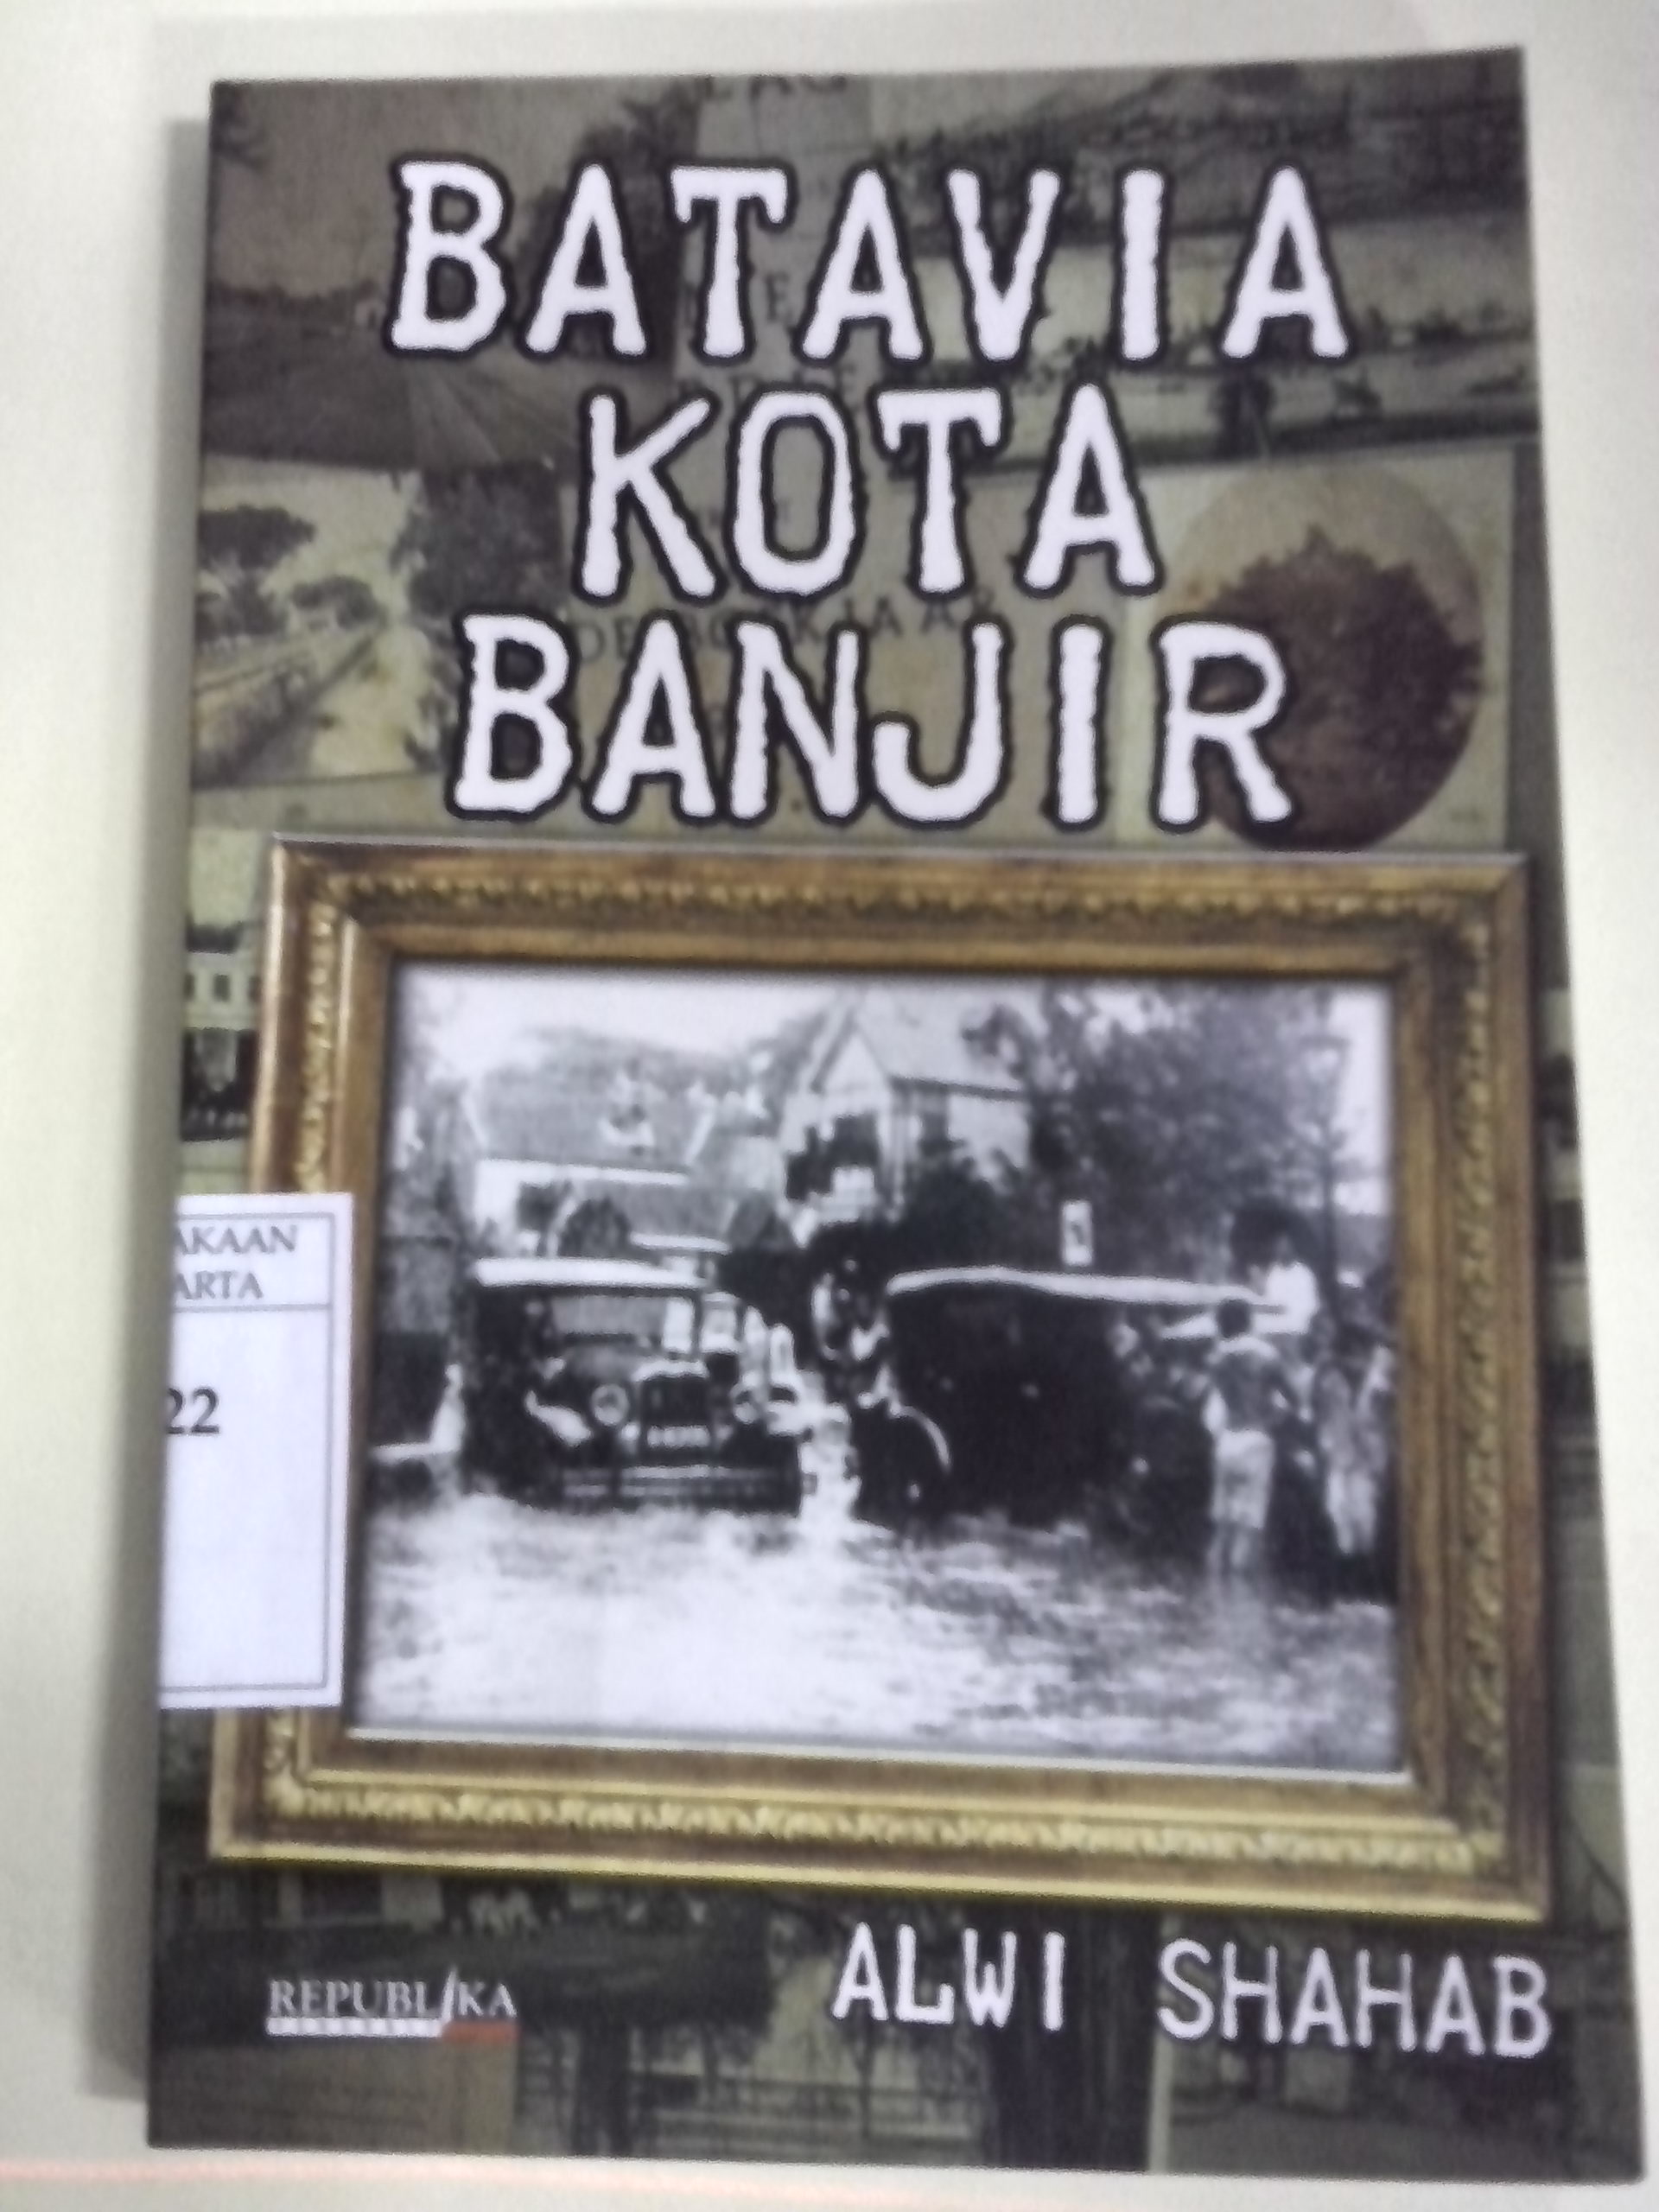 BATAVIA
KOTA
BANJIR
AKAAN
ARTA
22
ALWI SHAHAB
REPUBLIKA